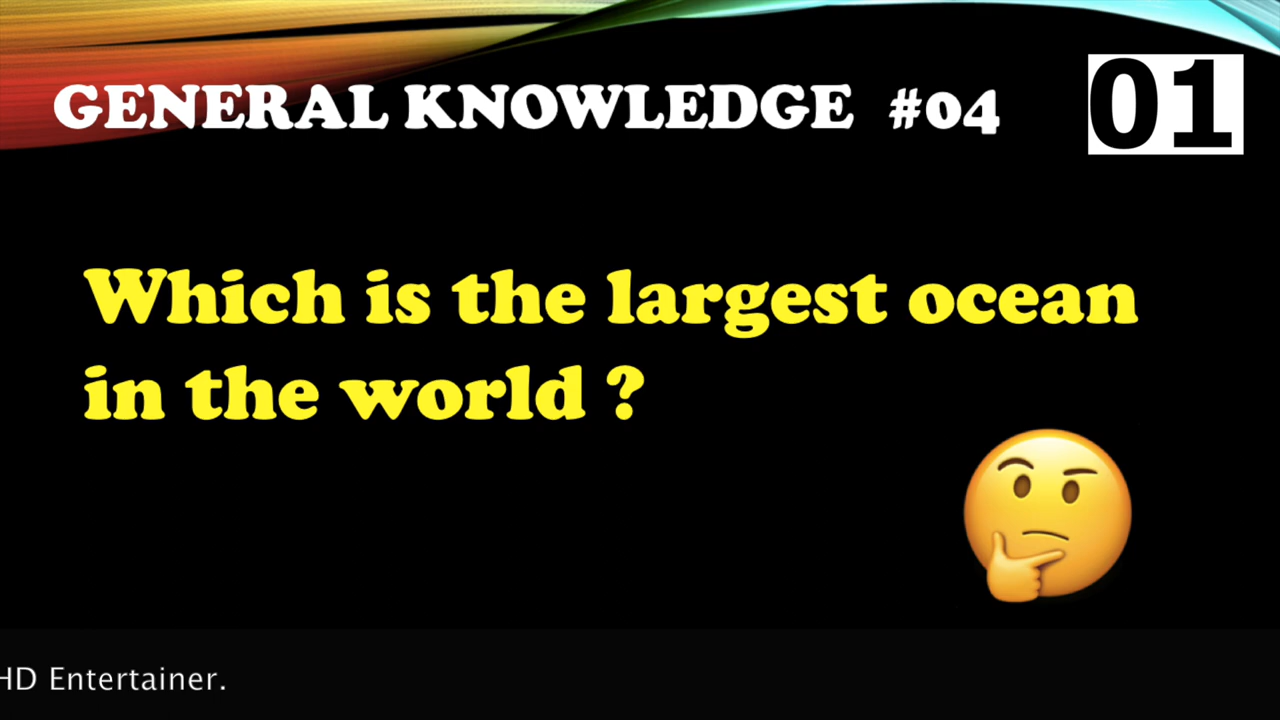 GENERAL KNOWLEDGE #04
01
Which is the largest ocean
in the world ?
HD Entertainer.